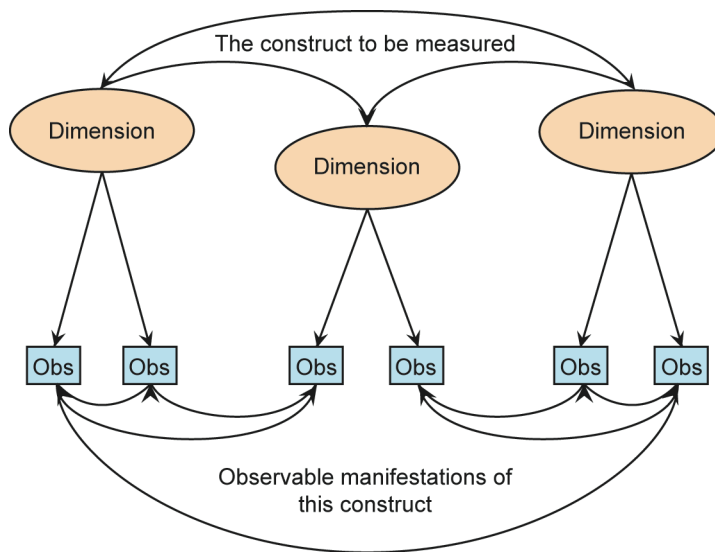 The construct to be measured
Dimension
Dimension
Dimension
Obs
Obs
Obs
Obs
Obs
Obs
Observable manifestations of
this construct